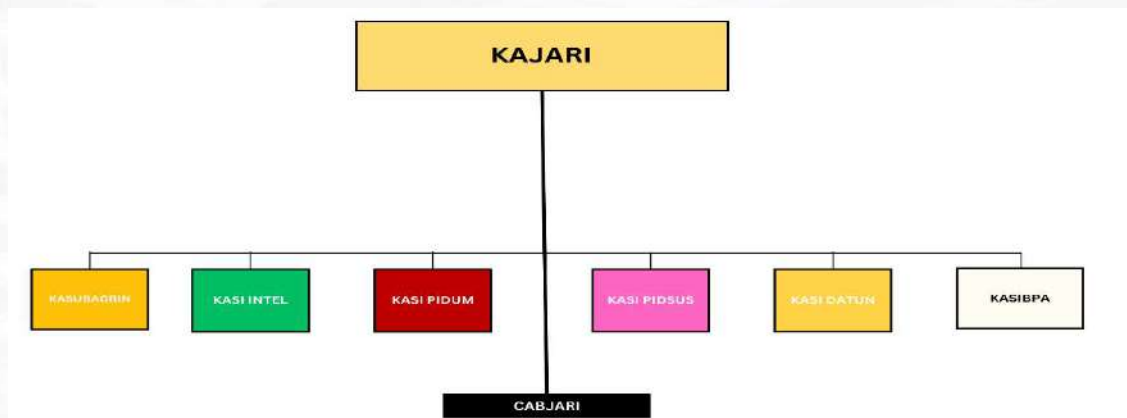 KAJARI
KASUBAGBIN
KASI INTEL
KASI PIDUM
KASI PIDSUS
KASI DATUN
KASIBPA
CABJARI